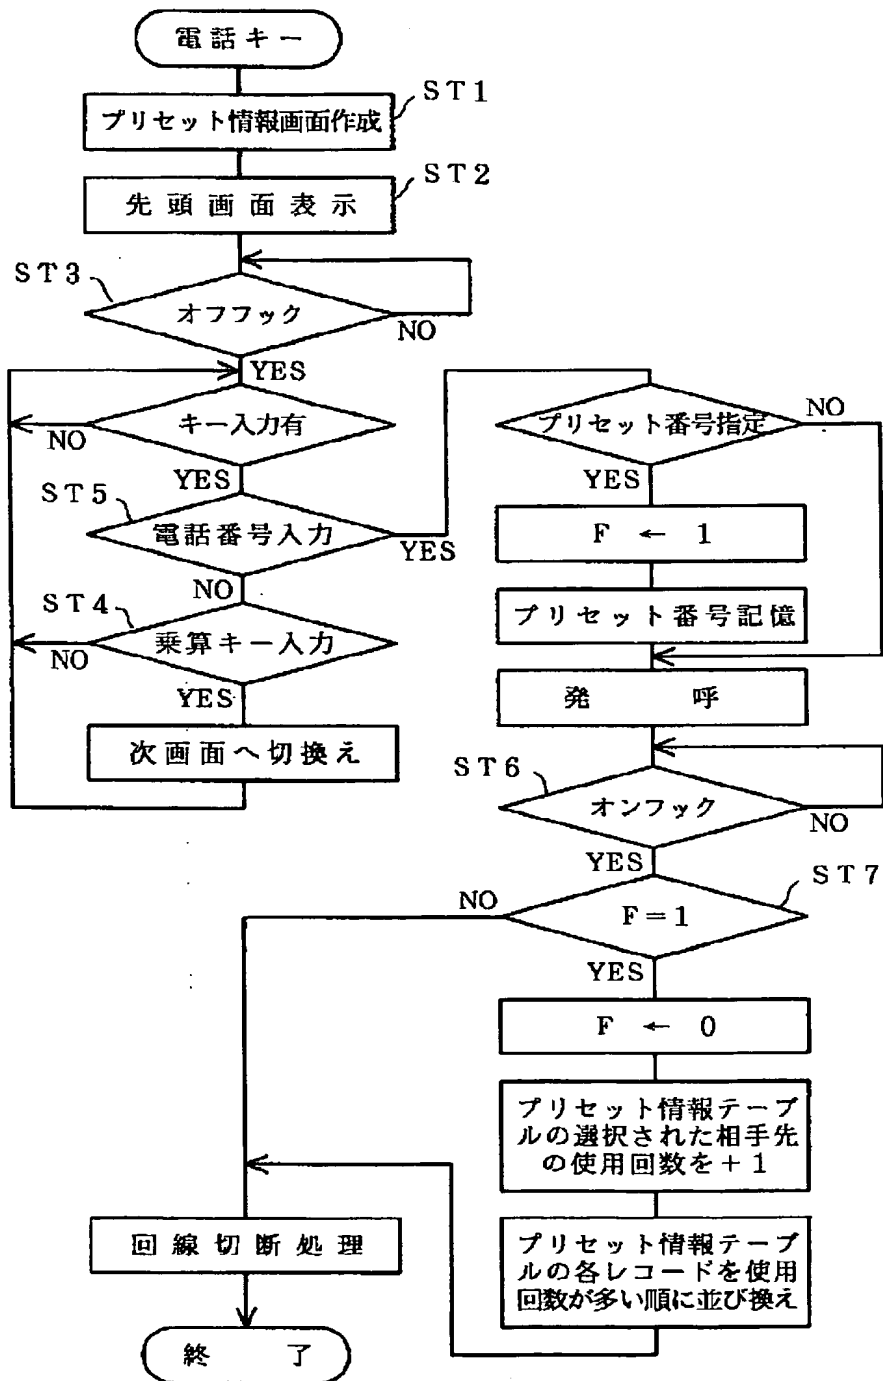 電話キー
ST1
プリセット情報画面作成
ST2
先頭画面表示
ST3
オフフック
NO
YES
キー入力有
NO
YES
ST5
電話番号入力
YES
NO
ST4
乗算キー入力
NO
YES
次画面へ切換え
プリセット番号指定
NO
YES
F ← 1
プリセット番号記憶
発呼
ST6
オンフック
NO
YES
ST7
F=1
NO
YES
F ← 0
プリセット情報テーブ
ルの選択された相手先
の使用回数を+1
プリセット情報テーブ
ルの各レコードを使用
回数が多い順に並び換え
回線切断処理
終了